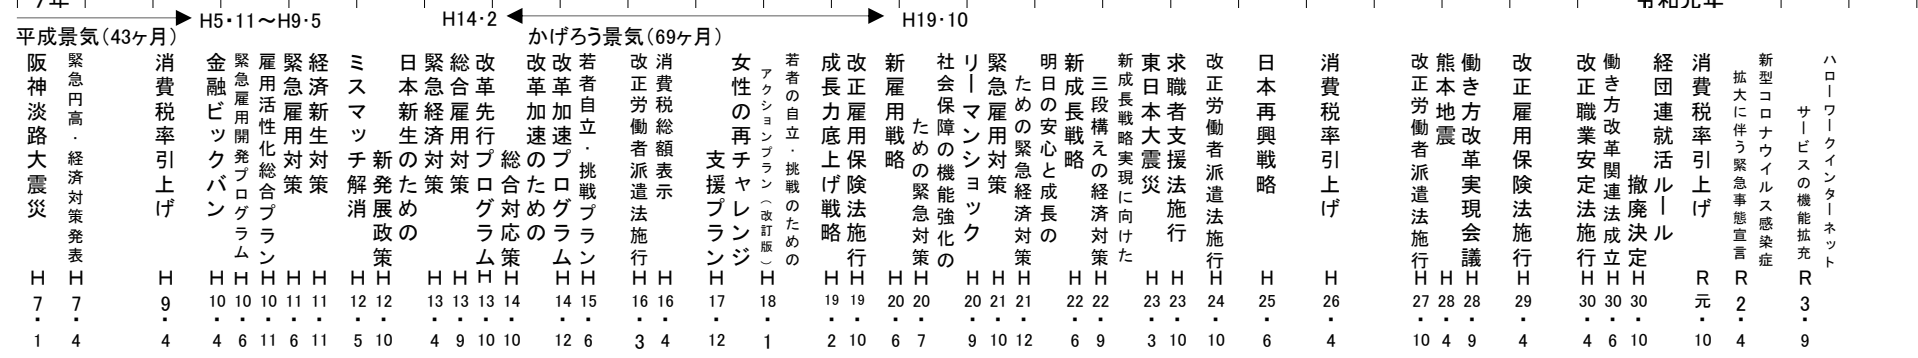 H5・11～H9・5
H14・2
H19・10
平成景気（43ヶ月）
かげろう景気（69ヶ月）
阪神淡路大震災
H7・1
緊急円高・経済対策発表
H7・4
消費税率引上げ
H9・4
金融ビックバン
H10・4
緊急雇用開発プログラム
H10・6
雇用活性化総合プラン
H10・11
緊急雇用対策
H11・6
経済新生対策
H11・11
ミスマッチ解消
H12・5
日本新生のための
新発展政策
H12・10
緊急経済対策
H13・4
総合雇用対策
H13・9
改革先行プログラム
H13・10
総合対応策
H14・10
改革加速のための
改革加速プログラム
H14・12
若者自立・挑戦プラン
H15・6
改正労働者派遣法施行
H16・3
消費税総額表示
H16・4
女性の再チャレンジ
支援プラン
H17・12
若者の自立・挑戦のための
アクションプラン（改訂版）
H18・1
成長力底上げ戦略
H19・2
改正雇用保険法施行
H19・10
新雇用戦略
H20・6
社会保障の機能強化の
ための緊急対策
H20・7
リーマンショック
H20・9
緊急雇用対策
H21・10
明日の安心と成長の
ための緊急経済対策
H21・12
新成長戦略
H22・6
新成長戦略実現に向けた
三段構えの経済対策
H22・9
東日本大震災
H23・3
求職者支援法施行
H23・10
改正労働者派遣法施行
H24・10
日本再興戦略
H25・6
消費税率引上げ
H26・4
改正労働者派遣法施行
H27・10
熊本地震
H28・4
働き方改革実現会議
H28・9
改正雇用保険法施行
H29・4
改正職業安定法施行
H30・4
働き方改革関連法成立
H30・6
経団連就活ルール
撤廃決定
H30・10
消費税率引上げ
R元・10
新型コロナウイルス感染症
拡大に伴う緊急事態宣言
R2・4
ハローワークインターネット
サービスの機能拡充
R3・9